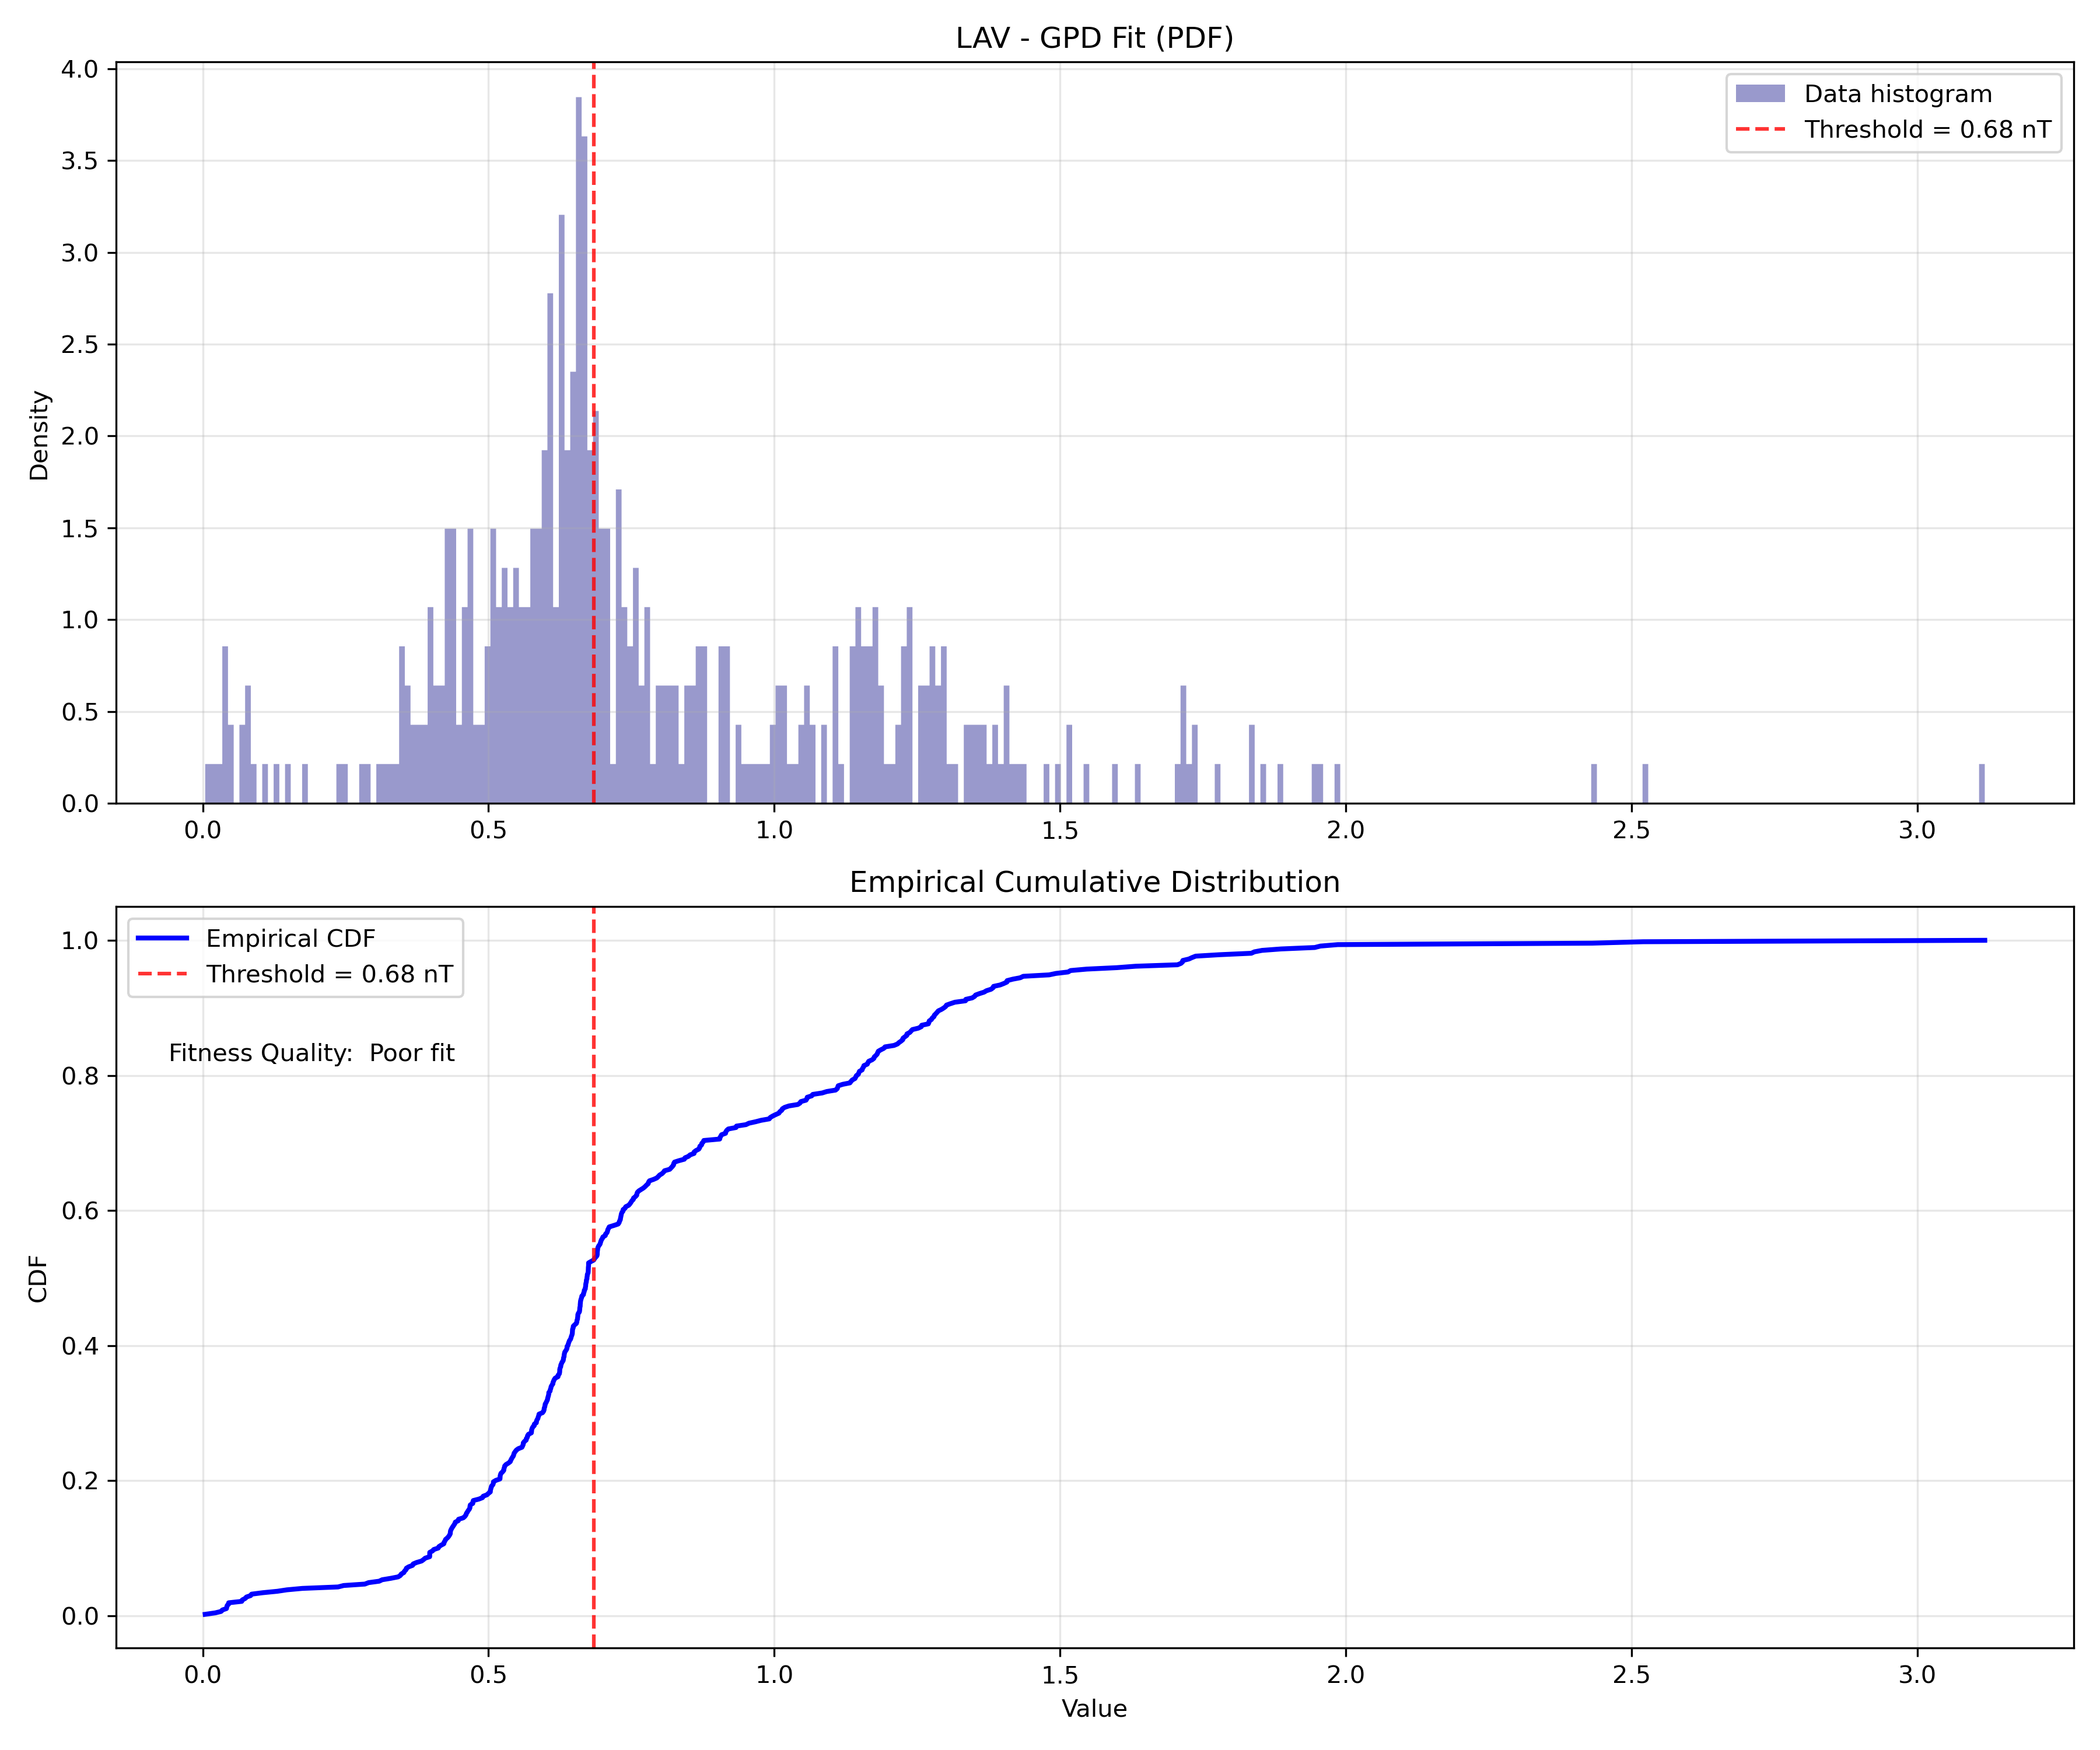 LAV - GPD Fit (PDF)
4.0
3.5
3.0
2.5
2.0
1.5
1.0
0.5
0.0
Density
Data histogram
Threshold = 0.68 nT
0.0 0.5 1.0 1.5 2.0 2.5 3.0
Empirical Cumulative Distribution
1.0
0.8
0.6
0.4
0.2
0.0
CDF
Empirical CDF
Threshold = 0.68 nT
Fitness Quality:  Poor fit
0.0 0.5 1.0 1.5 2.0 2.5 3.0
Value